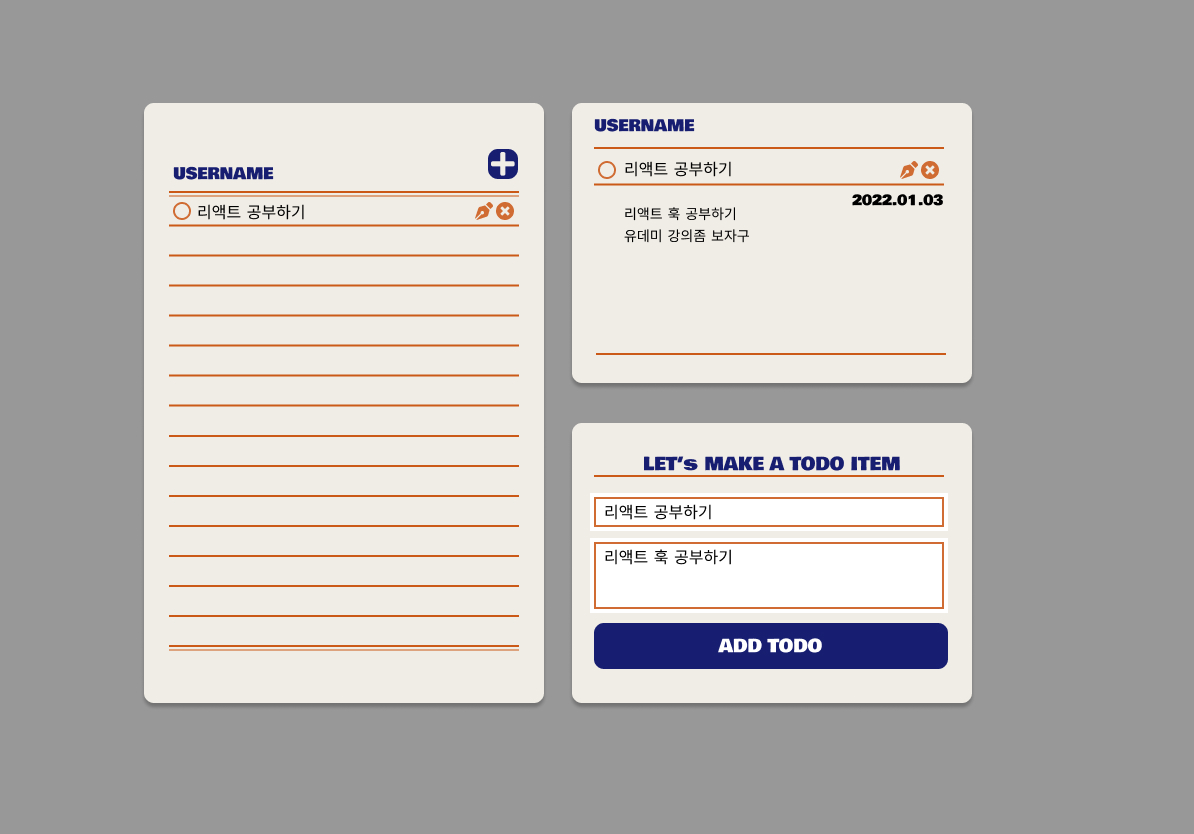 USERNAME
리액트 공부하기
USERNAME
리액트 공부하기
2022.01.03
리액트 훅 공부하기
유데미 강의좀 보자구
LET's MAKE A TODO ITEM
리액트 공부하기
리액트 훅 공부하기
ADD TODO